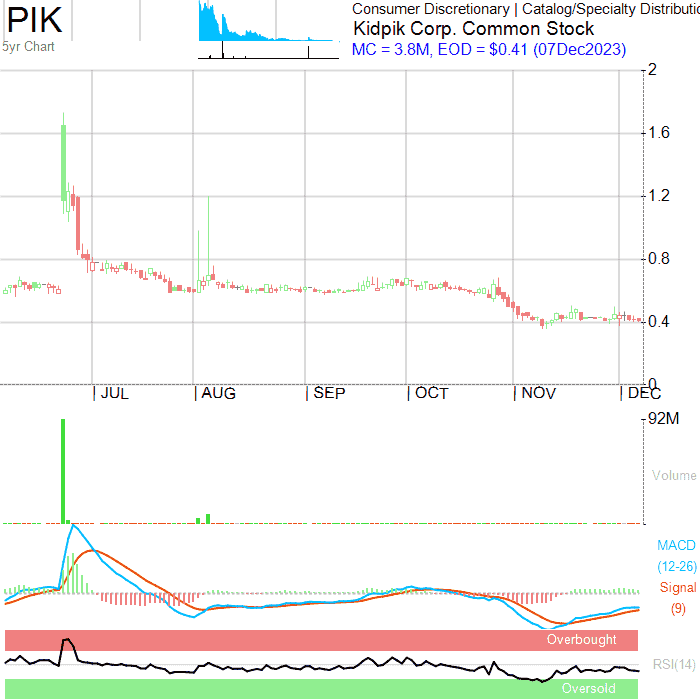 PIK
5yr Chart
Consumer Discretionary | Catalog/Specialty Distributio
Kidpik Corp. Common Stock
MC = 3.8M, EOD = $0.41 (07Dec2023)
2
1.6
1.2
0.8
0.4
0
JUL AUG SEP OCT NOV DEC
92M
Volume
MACD
(12-26)
Signal
(9)
Overbought
RSI(14)
Oversold